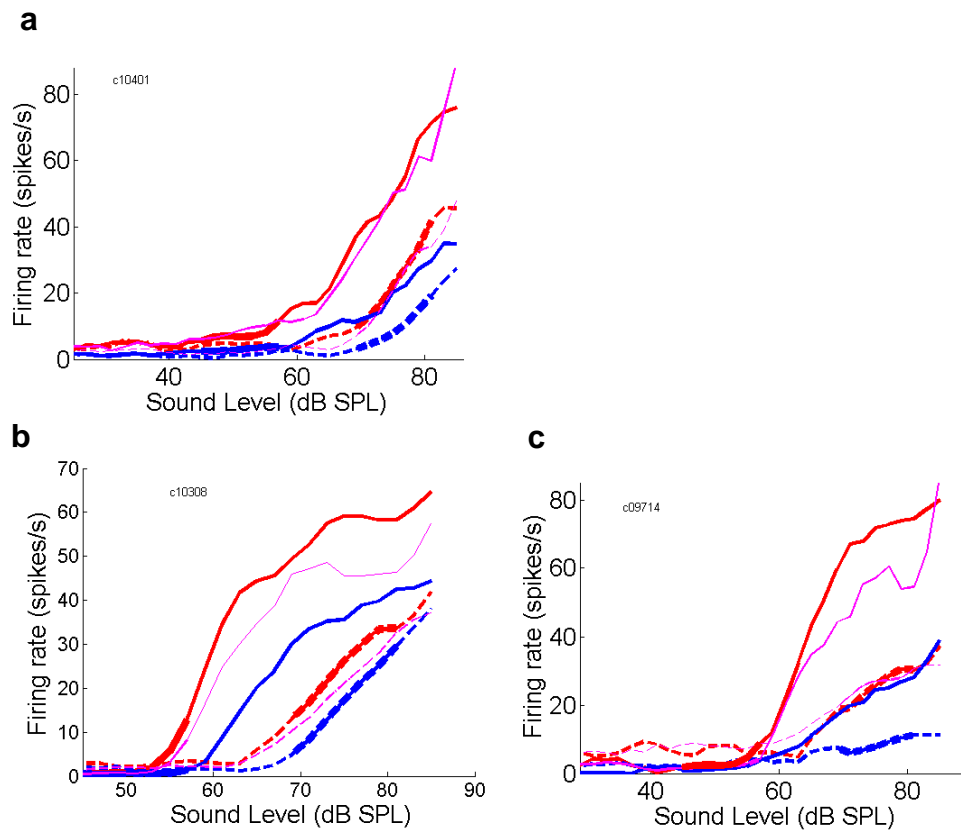 a
c10401
80
60
40
20
0
Firing rate (spikes/s)
40 60 80
Sound Level (dB SPL)
b
c10308
70
60
50
40
30
20
10
0
Firing rate (spikes/s)
50 60 70 80 90
Sound Level (dB SPL)
c
c09714
80
60
40
20
0
Firing rate (spikes/s)
40 60 80
Sound Level (dB SPL)